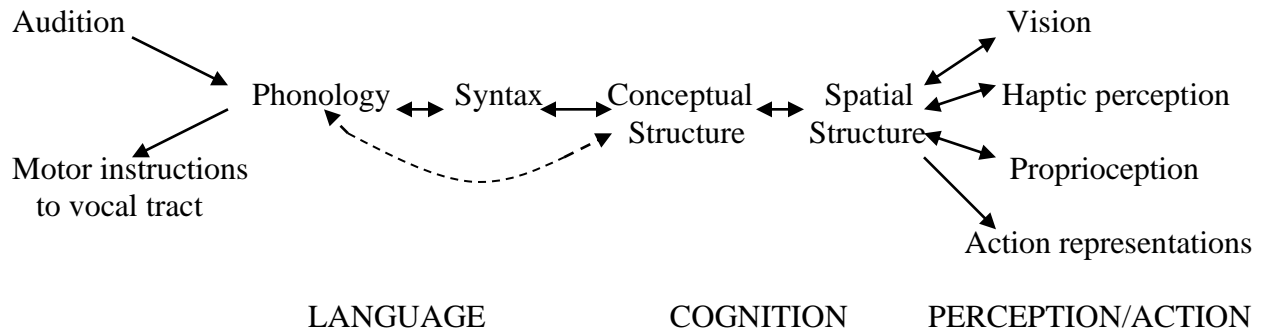 Audition
Vision
Phonology Syntax Conceptual Structure Spatial Structure Haptic perception
Motor instructions to vocal tract
Proprioception
Action representations
LANGUAGE COGNITION PERCEPTION/ACTION